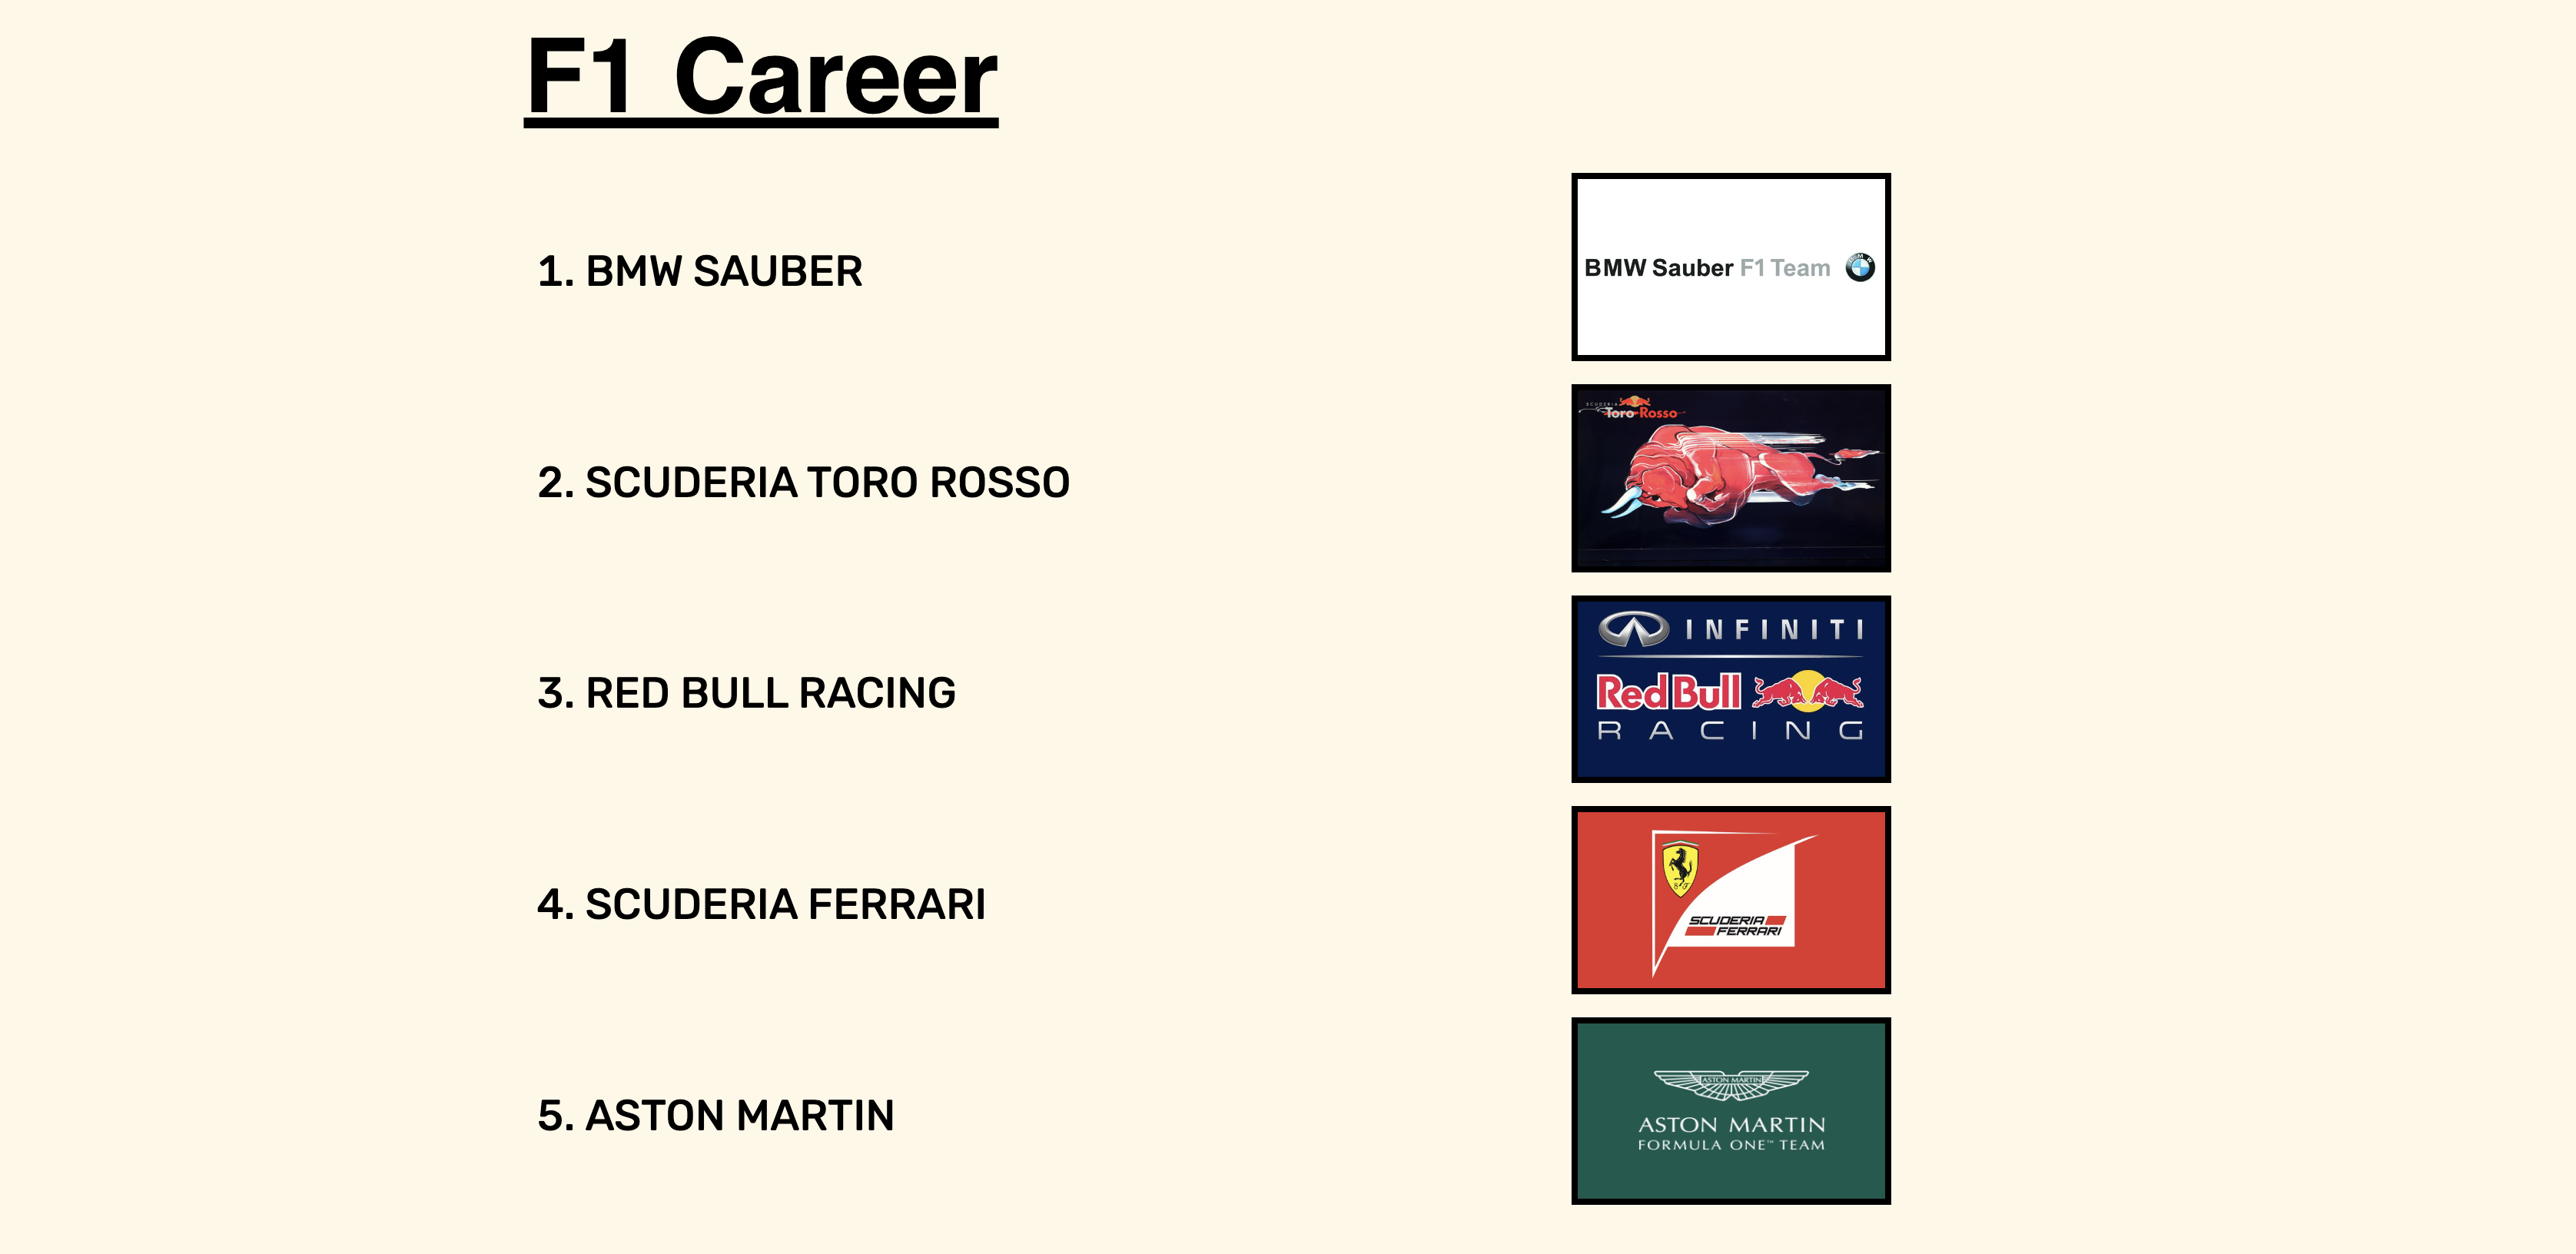 F1 Career
1. BMW SAUBER
BMW Sauber F1 Team
2. SCUDERIA TORO ROSSO
SCUDERIA
Toro Rosso
3. RED BULL RACING
INFINITI
Red Bull
RACING
4. SCUDERIA FERRARI
S F
SCUDERIA
FERRARI
5. ASTON MARTIN
ASTON MARTIN
ASTON MARTIN
FORMULA ONE™ TEAM